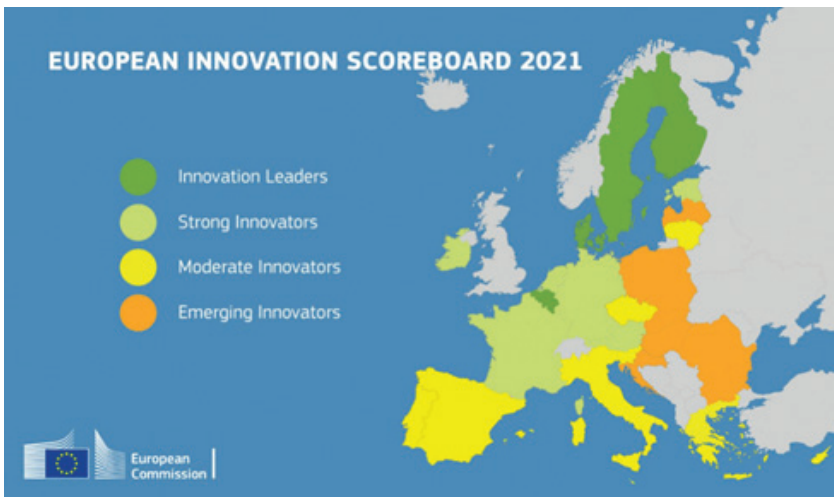 EUROPEAN INNOVATION SCOREBOARD 2021
Innovation Leaders
Strong Innovators
Moderate Innovators
Emerging Innovators
European
Commission